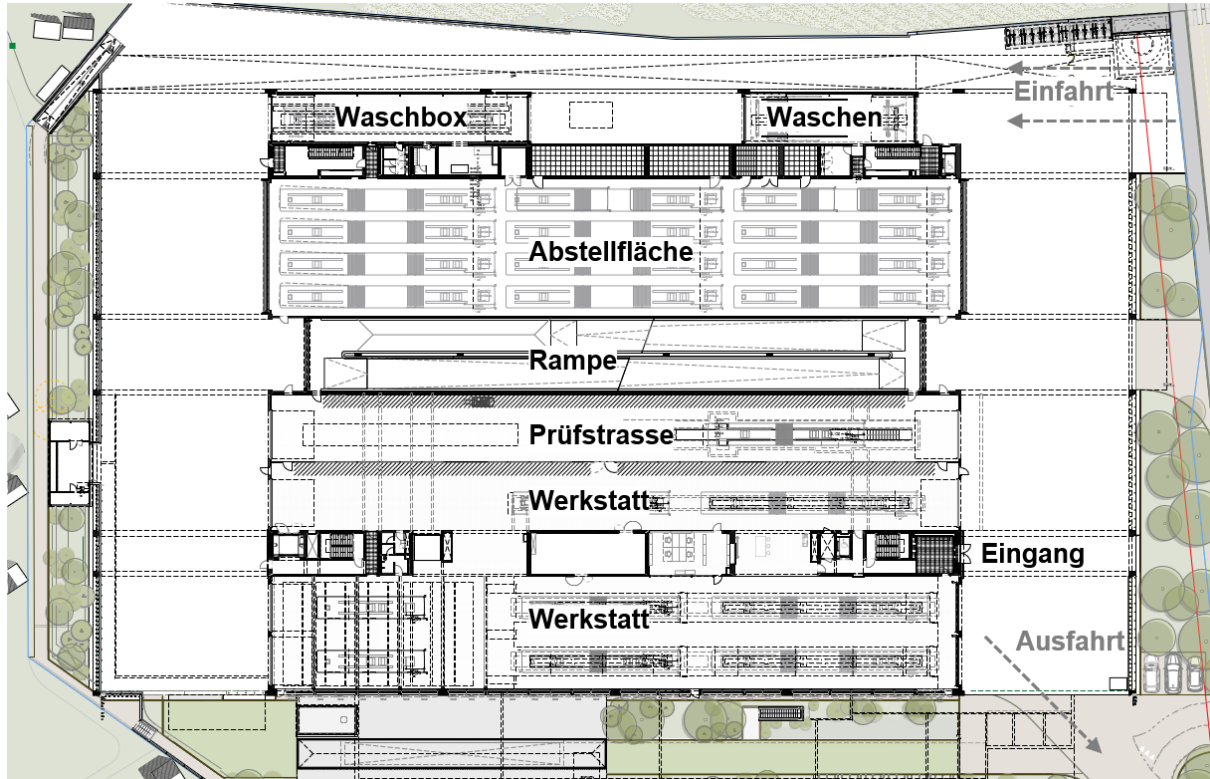 Waschbox
Waschen
Einfahrt
Abstellfläche
Rampe
Prüfstrasse
Werkstatt
Eingang
Werkstatt
Ausfahrt